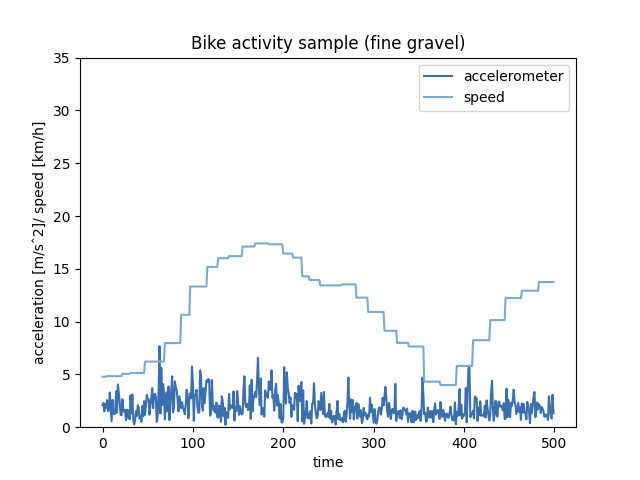 Bike activity sample (fine gravel)
accelerometer
speed
acceleration [m/sˆ2]/ speed [km/h]
35
30
25
20
15
10
5
0
0 100 200 300 400 500
time